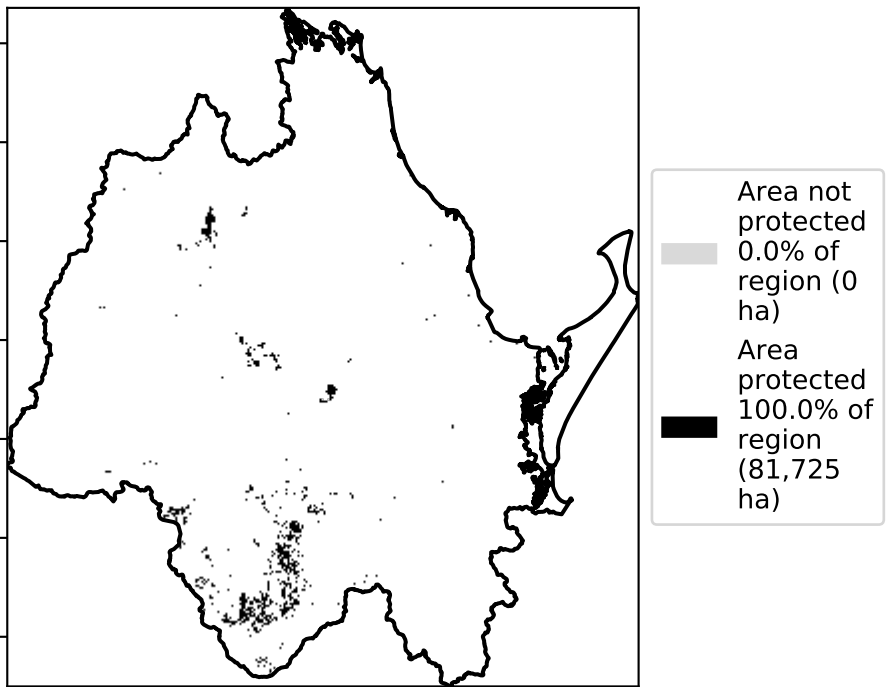 Area not
protected
0.0% of
region (0
ha)
Area
protected
100.0% of
region
(81,725
ha)